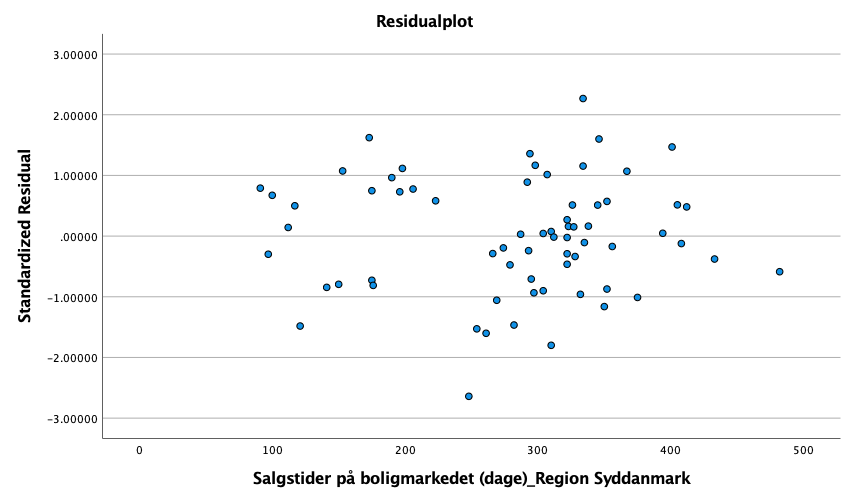 Residualplot
3.00000
2.00000
1.00000
.00000
-1.00000
-2.00000
-3.00000
Standardized Residual
0 100 200 300 400 500
Salgstider på boligmarkedet (dage)_Region Syddanmark